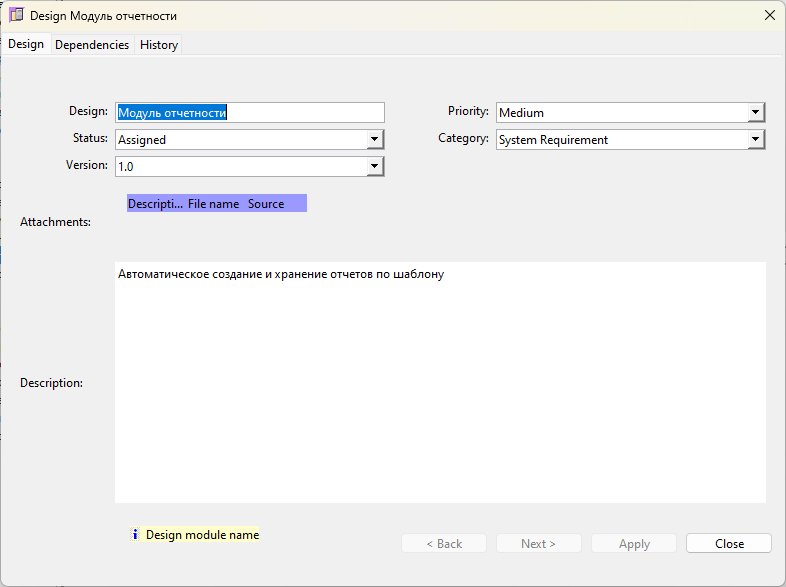 Design Модуль отчетности
Design Dependencies History
Design: Модуль отчетности Priority: Medium
Status: Assigned Category: System Requirement
Version: 1.0
Descripti... File name Source
Attachments:
Автоматическое создание и хранение отчетов по шаблону
Description:
Design module name
< Back Next > Apply Close